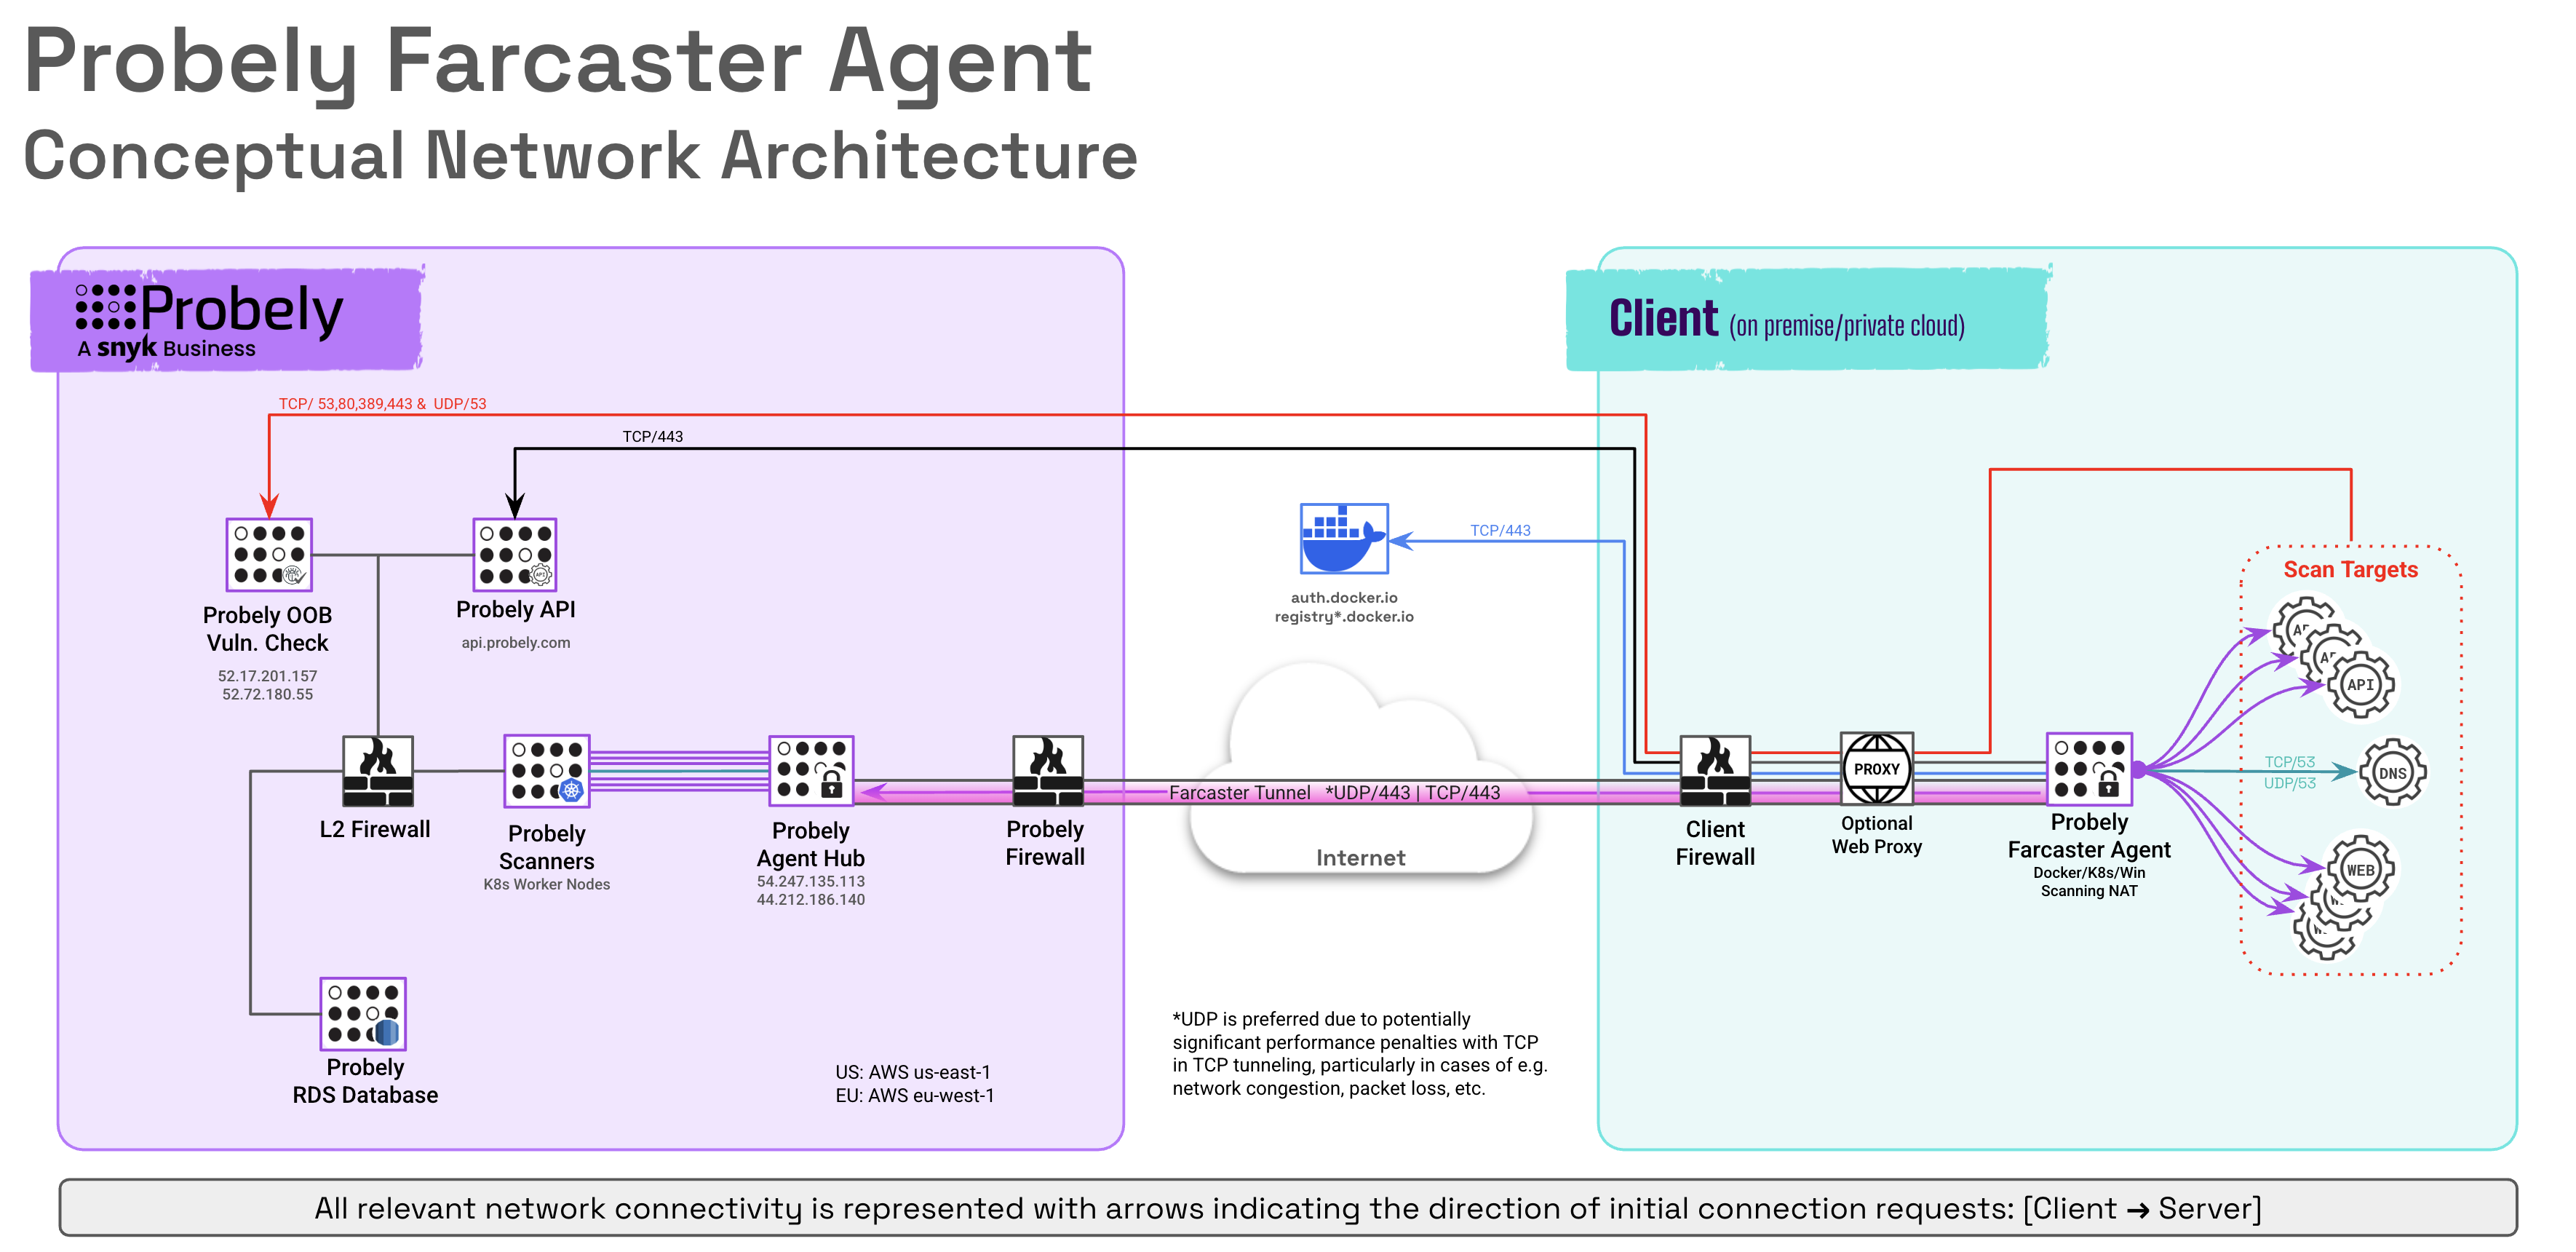 Probely Farcaster Agent
Conceptual Network Architecture
Probely
A snyk Business
Client (on premise/private cloud)
TCP/ 53,80,389,443 & UDP/53
TCP/443
TCP/443
auth.docker.io
registry*.docker.io
Scan Targets
API
Probely OOB
Vuln. Check
52.17.201.157
52.72.180.55
API
Probely API
api.probely.com
L2 Firewall
Probely
Scanners
K8s Worker Nodes
Probely
Agent Hub
54.247.135.113
44.212.186.140
Probely
Firewall
Farcaster Tunnel *UDP/443 | TCP/443
Internet
Client
Firewall
PROXY
Optional
Web Proxy
Probely
Farcaster Agent
Docker/K8s/Win
Scanning NAT
TCP/53
UDP/53
DNS
WEB
Probely
RDS Database
US: AWS us-east-1
EU: AWS eu-west-1
*UDP is preferred due to potentially
significant performance penalties with TCP
in TCP tunneling, particularly in cases of e.g.
network congestion, packet loss, etc.
All relevant network connectivity is represented with arrows indicating the direction of initial connection requests: [Client → Server]